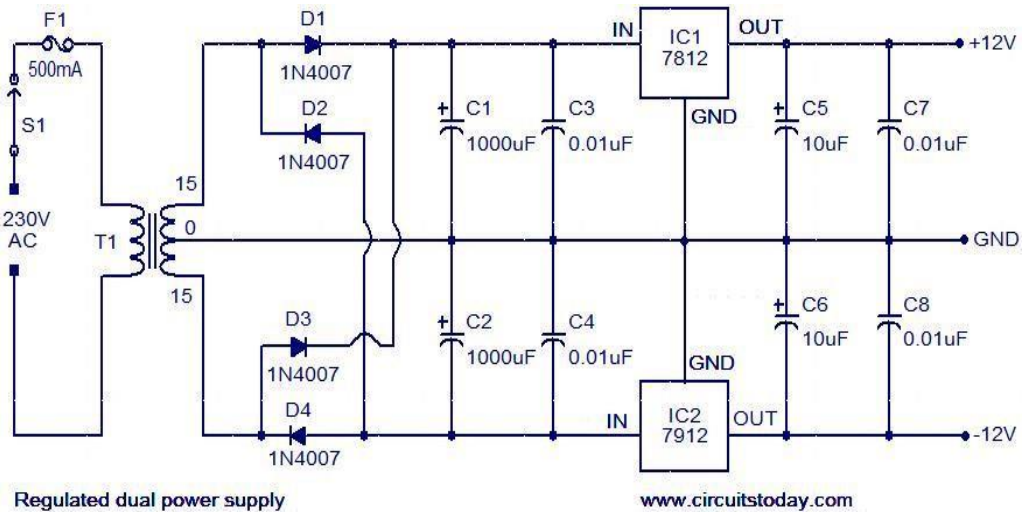 F1
500mA
S1
230V
AC
T1
15
0
15
D1
1N4007
D2
1N4007
D3
1N4007
D4
1N4007
+
C1
1000uF
C3
0.01uF
+
C2
1000uF
C4
0.01uF
IN
IC1
7812
OUT
GND
IN
IC2
7912
OUT
GND
+
C5
10uF
C7
0.01uF
+
C6
10uF
C8
0.01uF
+12V
GND
-12V
Regulated dual power supply
www.circuitstoday.com